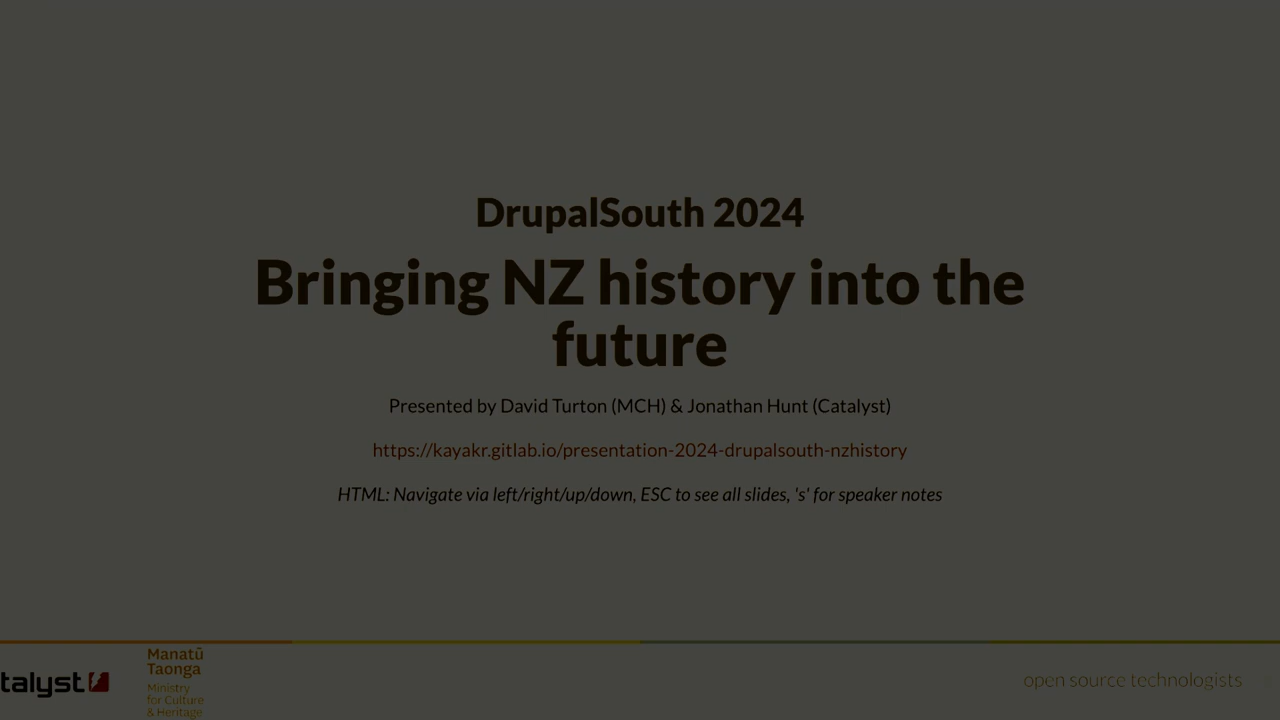 DrupalSouth 2024
Bringing NZ history into the
future
Presented by David Turton (MCH) & Jonathan Hunt (Catalyst)
https://kayakr.gitlab.io/presentation-2024-drupalsouth-nzhistory
HTML: Navigate via left/right/up/down, ESC to see all slides, 's' for speaker notes
talyst
Manatū
Taonga
Ministry
for Culture
& Heritage
open source technologists